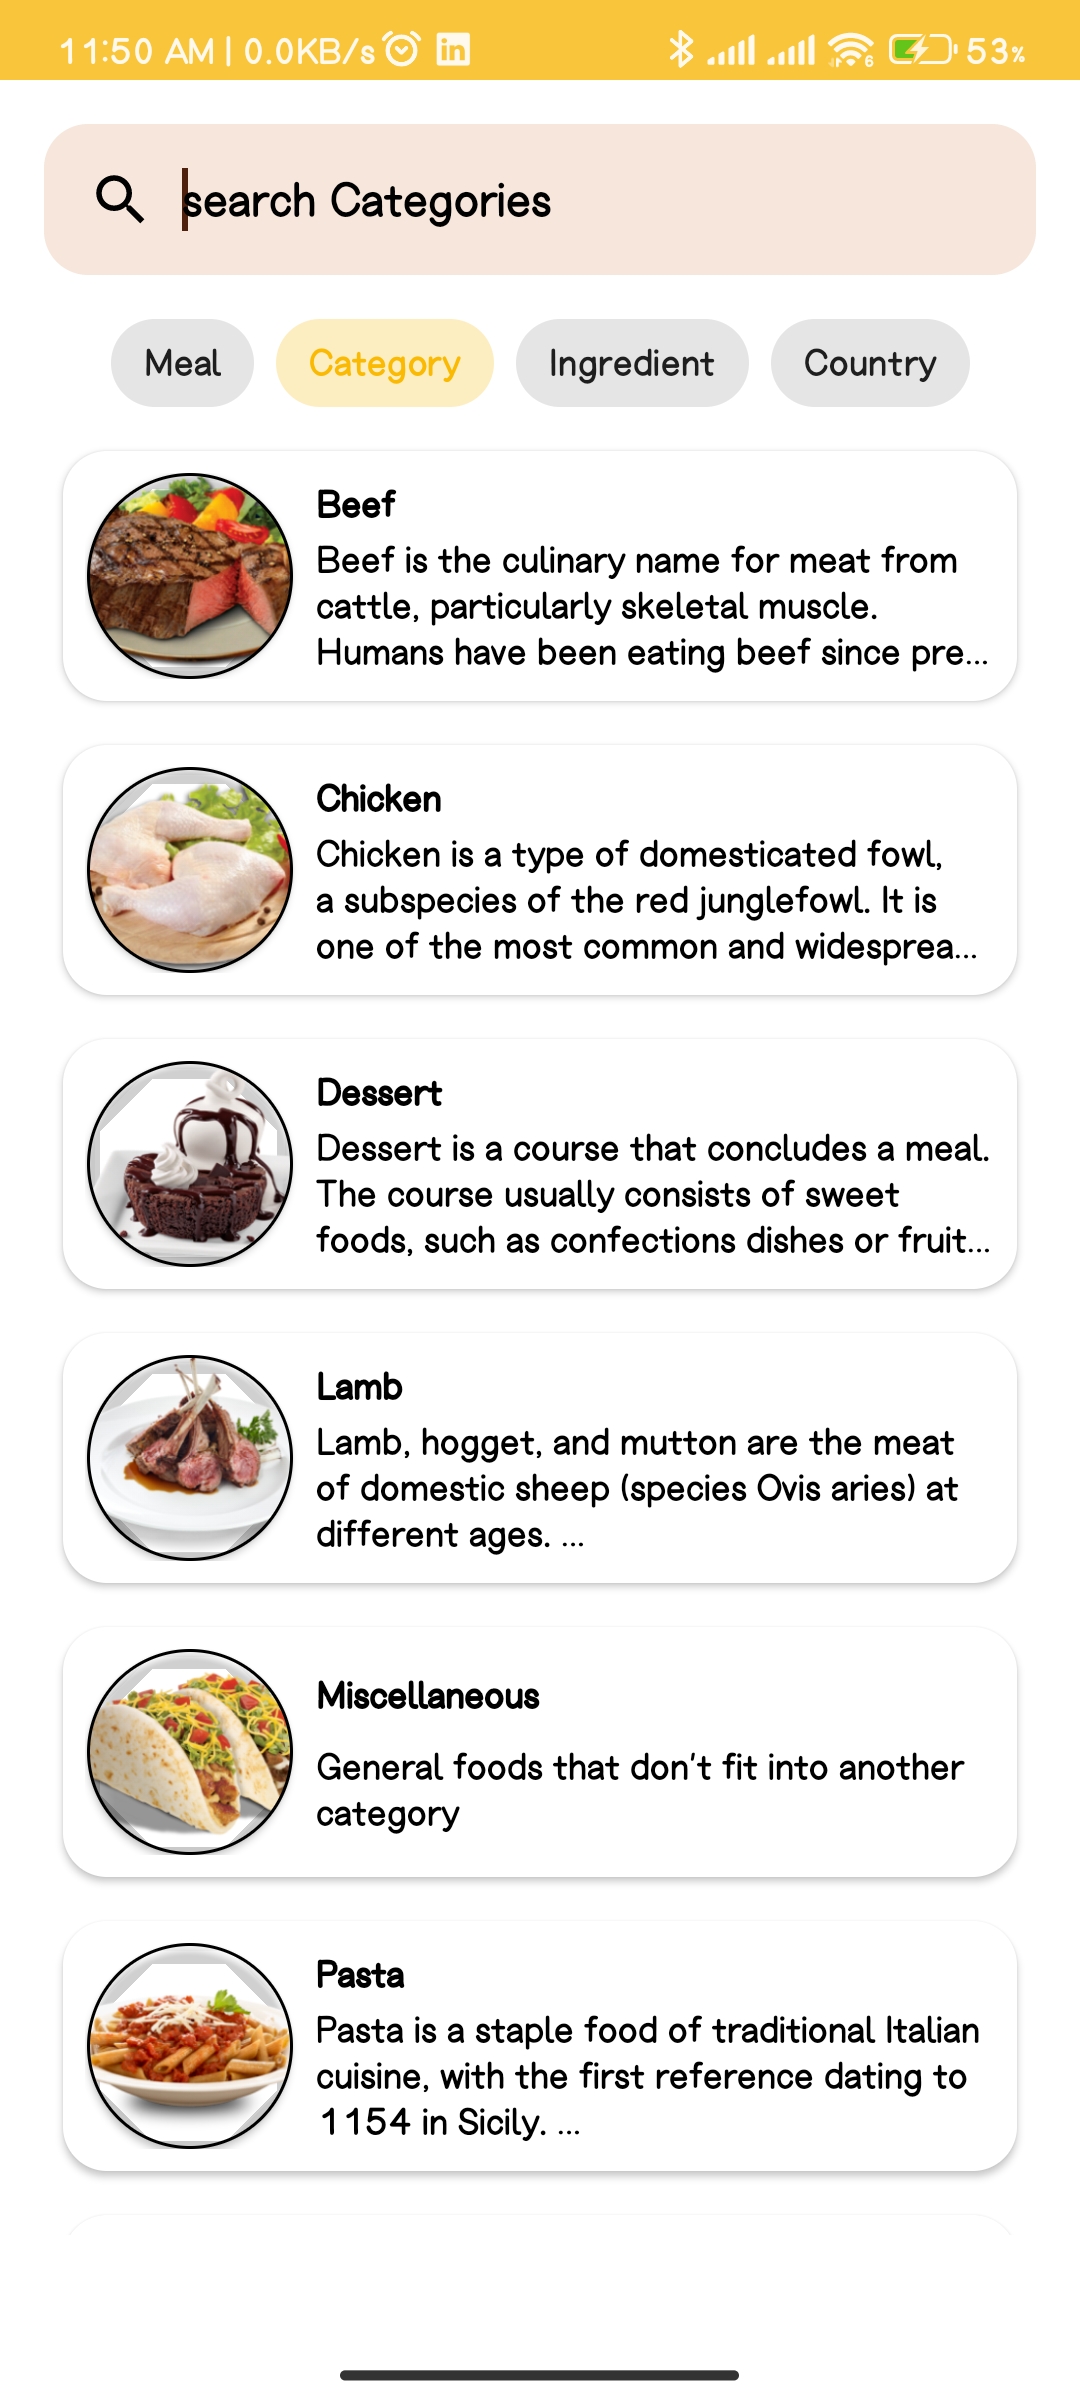 11:50 AM | 0.0KB/s in 53%
search Categories
Meal Category Ingredient Country
Beef
Beef is the culinary name for meat from
cattle, particularly skeletal muscle.
Humans have been eating beef since pre...
Chicken
Chicken is a type of domesticated fowl,
a subspecies of the red junglefowl. It is
one of the most common and widesprea...
Dessert
Dessert is a course that concludes a meal.
The course usually consists of sweet
foods, such as confections dishes or fruit...
Lamb
Lamb, hogget, and mutton are the meat
of domestic sheep (species Ovis aries) at
different ages. ...
Miscellaneous
General foods that don't fit into another
category
Pasta
Pasta is a staple food of traditional Italian
cuisine, with the first reference dating to
1154 in Sicily. ...